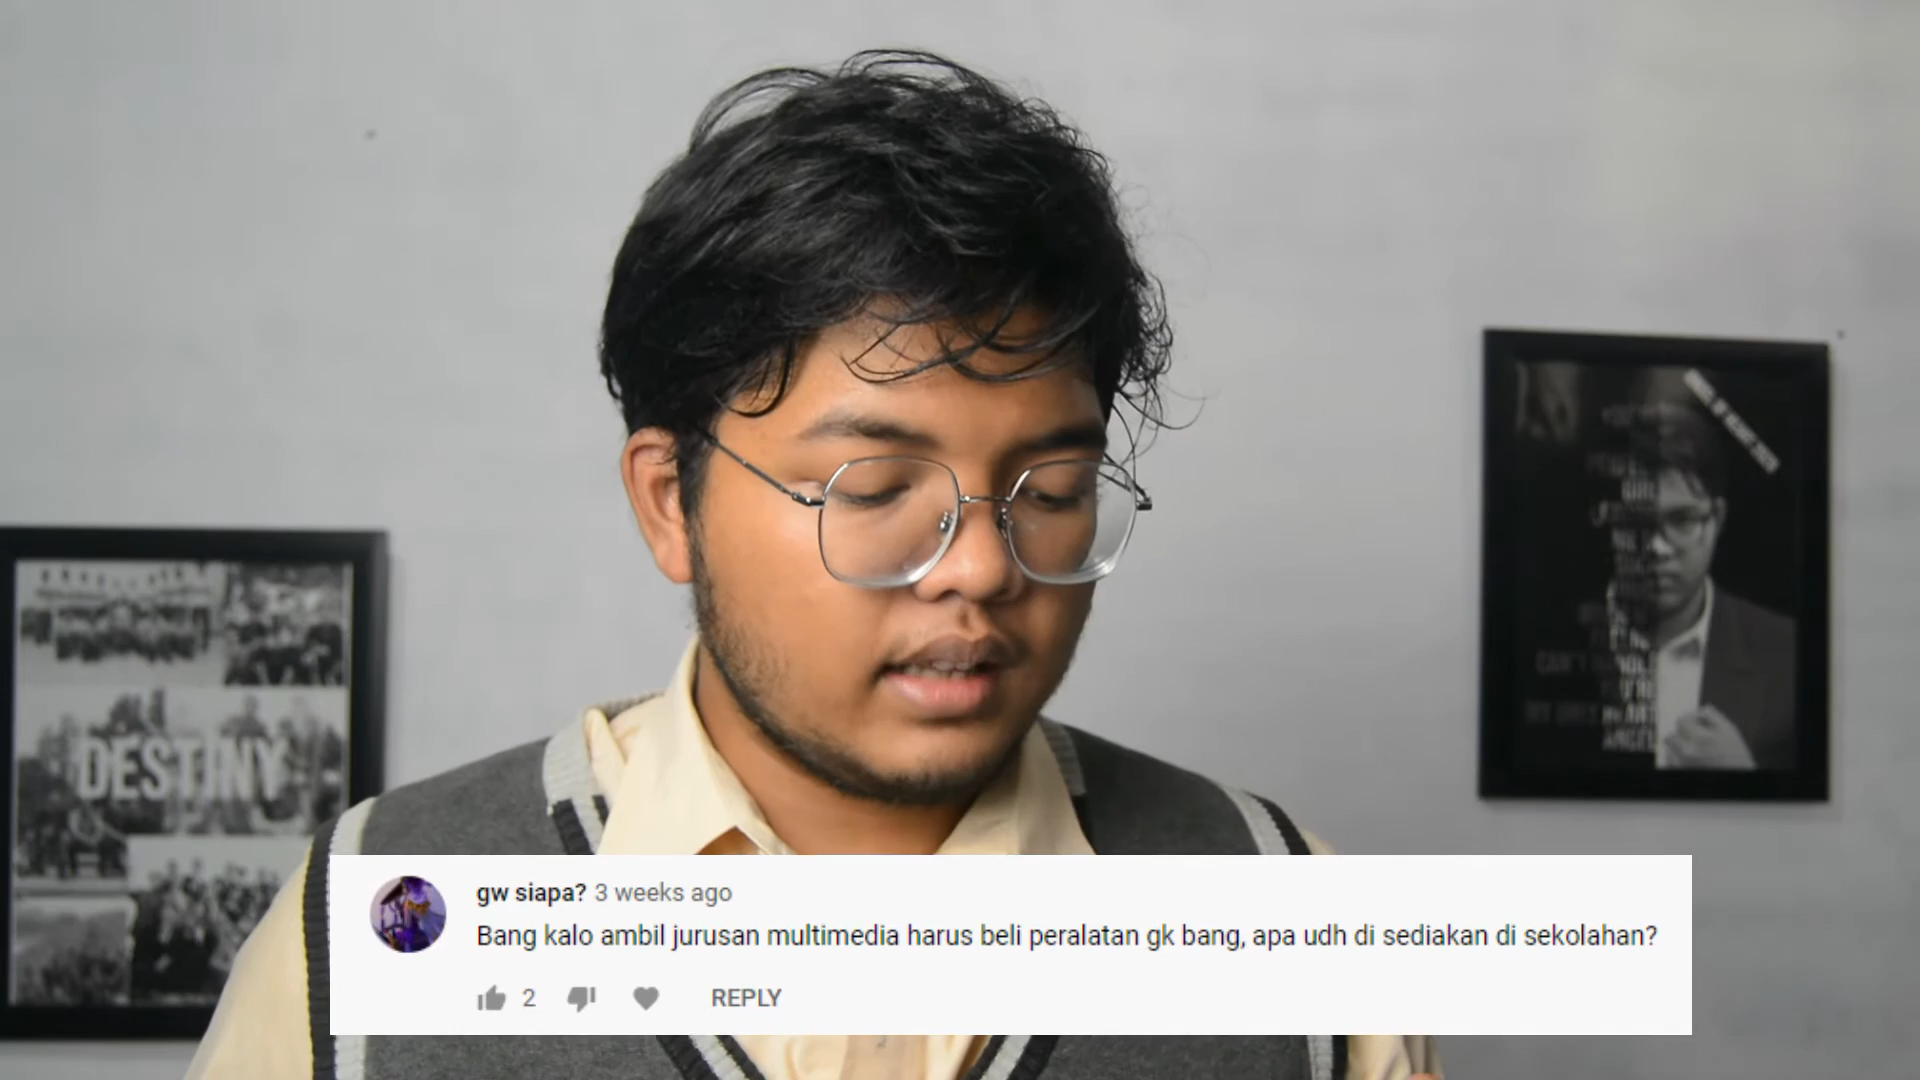 DESTINY
gw siapa? 3 weeks ago
Bang kalo ambil jurusan multimedia harus beli peralatan gk bang, apa udh di sediakan di sekolahan?
2
REPLY